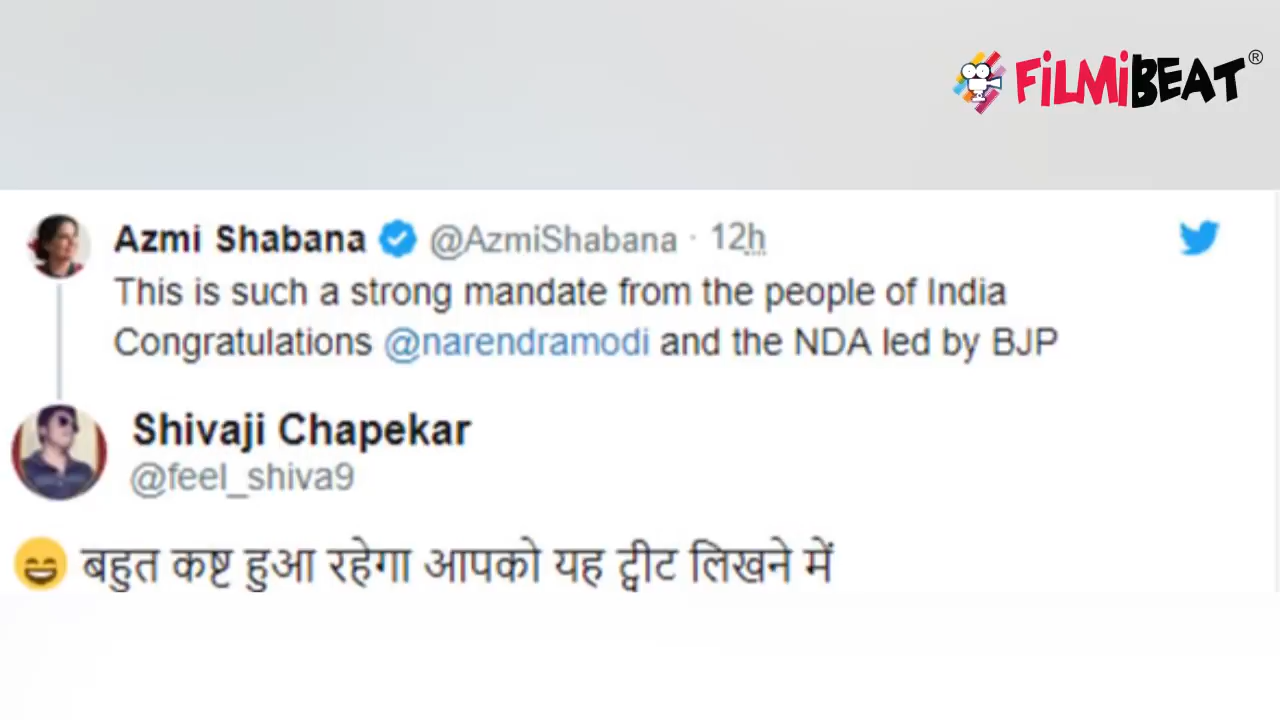 FiLMiBEAT®
Azmi Shabana @AzmiShabana · 12h
This is such a strong mandate from the people of India
Congratulations @narendramodi and the NDA led by BJP
Shivaji Chapekar
@feel_shiva9
😄 बहुत कष्ट हुआ रहेगा आपको यह ट्वीट लिखने में